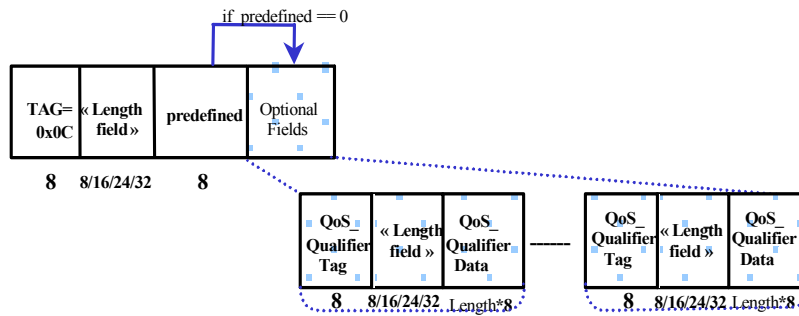 if predefined == 0
TAG=
0x0C
« Length
field »
predefined
Optional
Fields
8
8/16/24/32
8
QoS_
Qualifier
Tag
« Length
field »
QoS_
Qualifier
Data
------
QoS_
Qualifier
Tag
« Length
field »
QoS_
Qualifier
Data
8
8/16/24/32
Length*8
8
8/16/24/32
Length*8